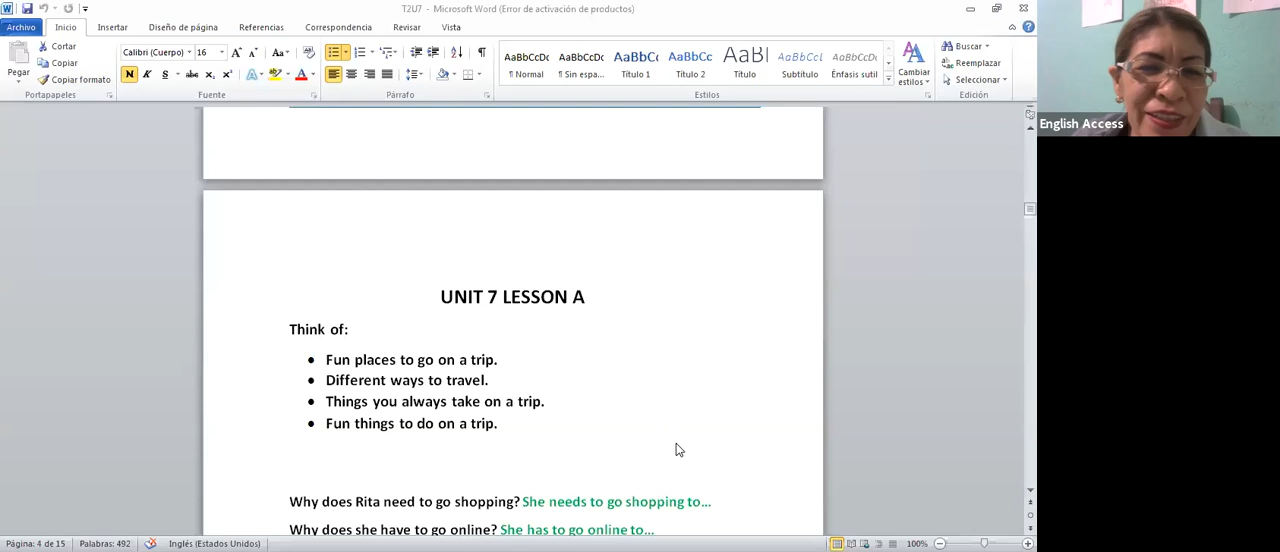 T2U7 - Microsoft Word (Error de activación de productos)
Archivo Inicio Insertar Diseño de página Referencias Correspondencia Revisar Vista
Pegar
Cortar
Copiar
Copiar formato
Portapapeles
Calibri (Cuerpo) 16
N K S abc x₂ x² A A
Fuente
Párrafo
AaBbCcDc AaBbCcDc AaBbC AaBbCc AaB AaBbCcL AaBbCcDc
¶ Normal ¶ Sin espa... Título 1 Título 2 Título Subtítulo Énfasis sutil
Cambiar estilos
Estilos
Buscar
Reemplazar
Seleccionar
Edición
English Access
UNIT 7 LESSON A
Think of:
• Fun places to go on a trip.
• Different ways to travel.
• Things you always take on a trip.
• Fun things to do on a trip.
Why does Rita need to go shopping? She needs to go shopping to...
Why does she have to go online? She has to go online to...
Página: 4 de 15 Palabras: 492 Inglés (Estados Unidos) 100%